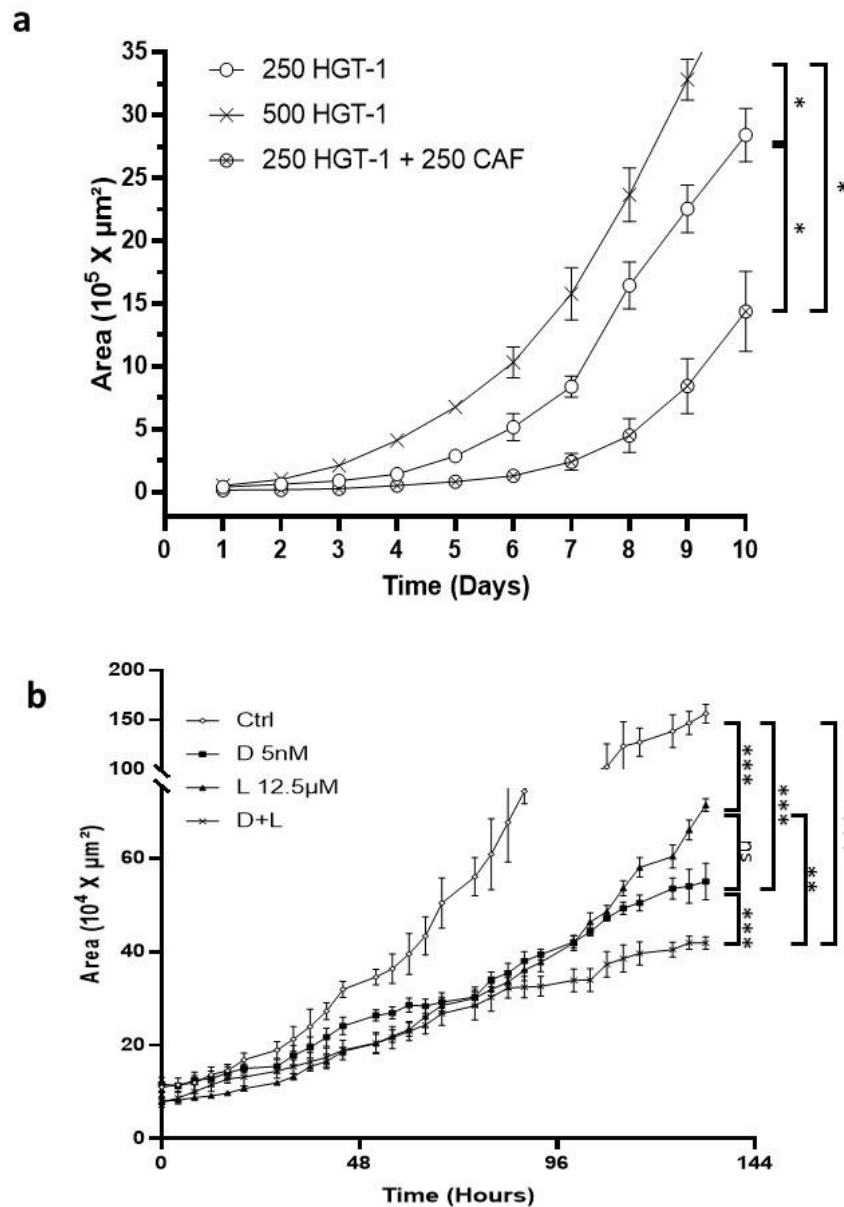 a
35
30
25
20
15
10
5
0
Area (10⁵ X µm²)
250 HGT-1
500 HGT-1
250 HGT-1 + 250 CAF
*
*
*
0 1 2 3 4 5 6 7 8 9 10
Time (Days)
b
200
150
100
60
40
20
0
Area (10⁴ X µm²)
Ctrl
D 5nM
L 12.5µM
D+L
***
ns
***
***
**
0 48 96 144
Time (Hours)